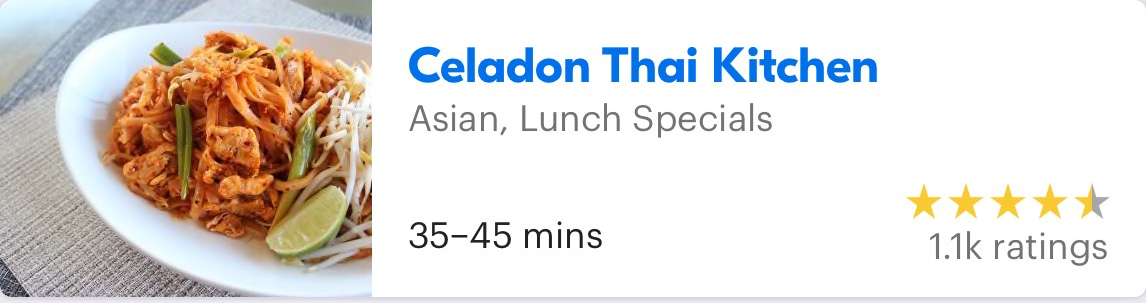 Celadon Thai Kitchen
Asian, Lunch Specials
35–45 mins
1.1k ratings